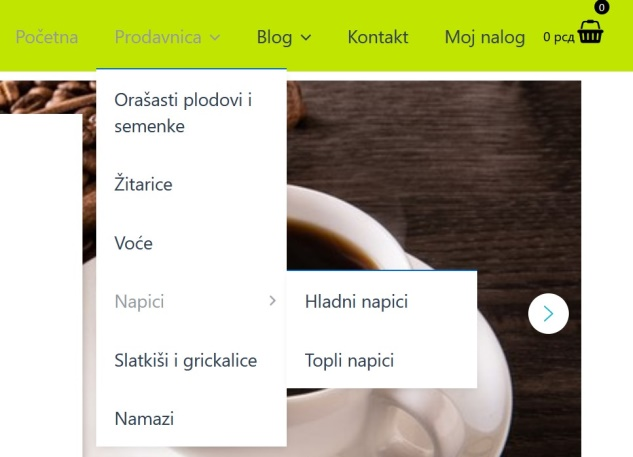 0
Početna Prodavnica Blog Kontakt Moj nalog 0 рсд
Orašasti plodovi i
semenke
Žitarice
Voće
Napici
Hladni napici
Slatkiši i grickalice
Topli napici
Namazi